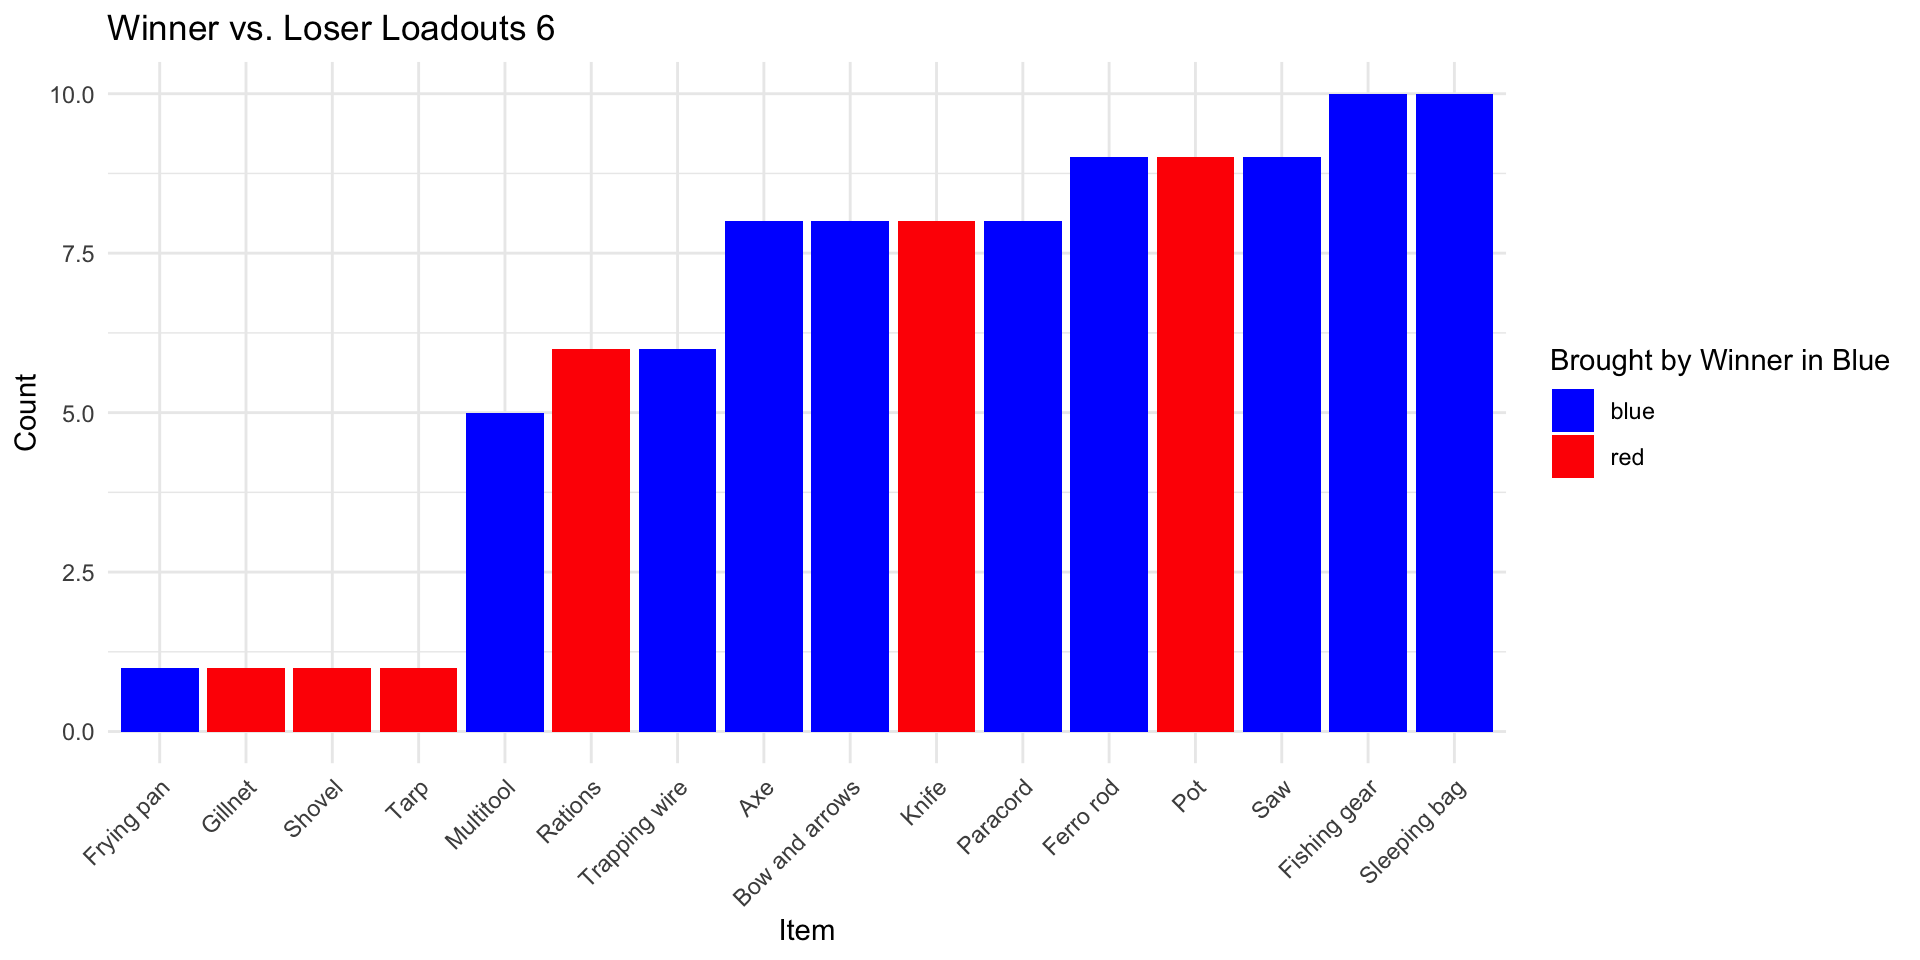 Winner vs. Loser Loadouts 6
10.0
7.5
5.0
2.5
0.0
Count
Frying pan
Gillnet
Shovel
Tarp
Multitool
Rations
Trapping wire
Axe
Bow and arrows
Knife
Paracord
Ferro rod
Pot
Saw
Fishing gear
Sleeping bag
Item
Brought by Winner in Blue
blue
red